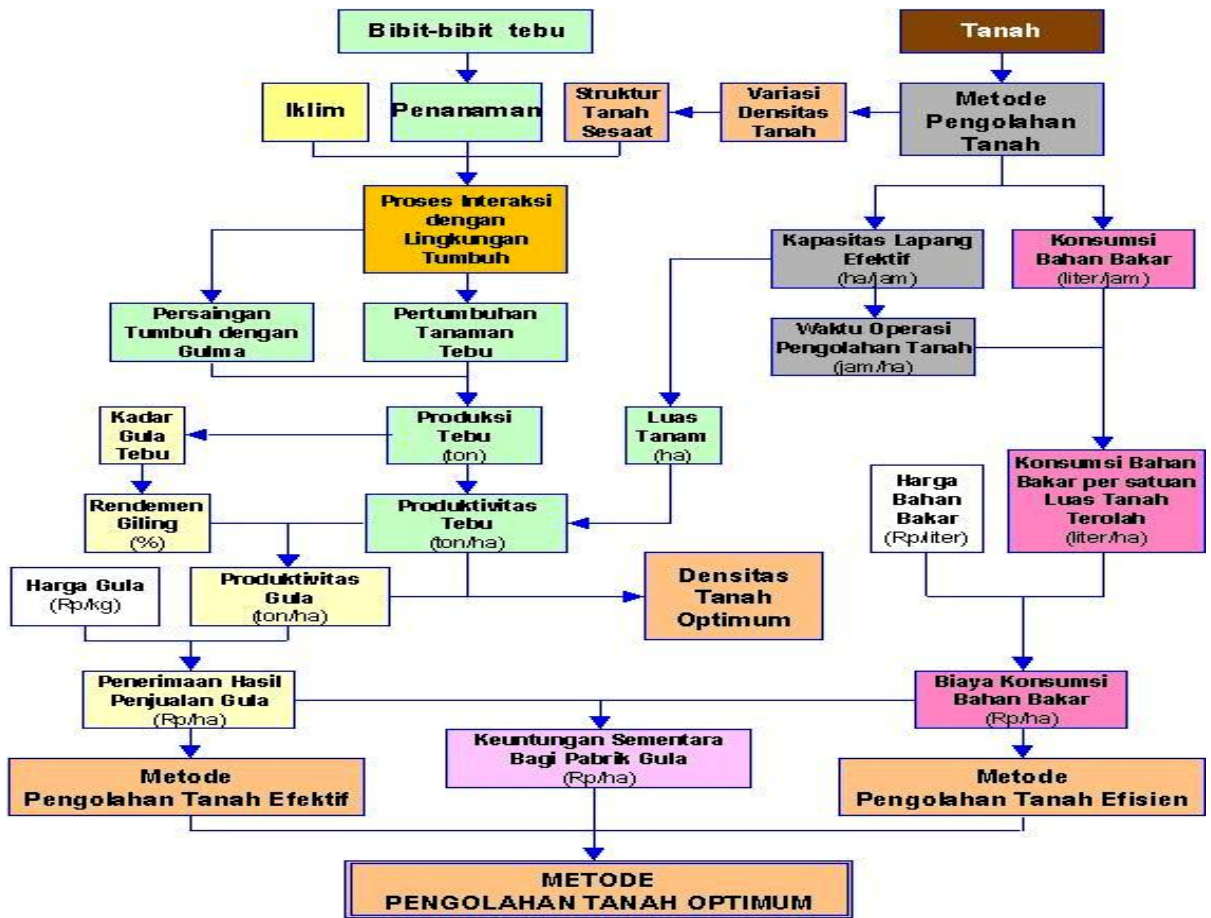 Bibit-bibit tebu
Tanah
Iklim
Penanaman
Struktur
Tanah
Sesaat
Variasi
Densitas
Tanah
Metode
Pengolahan
Tanah
Proses Interaksi
dengan
Lingkungan
Tumbuh
Kapasitas Lapang
Efektif
(ha/jam)
Konsumsi
Bahan Bakar
(liter/jam)
Persaingan
Tumbuh dengan
Gulma
Pertumbuhan
Tanaman
Tebu
Waktu Operasi
Pengolahan Tanah
(jam/ha)
Kadar
Gula
Tebu
Produksi
Tebu
(ton)
Luas
Tanam
(ha)
Harga
Bahan
Bakar
(Rp/liter)
Konsumsi Bahan
Bakar per satuan
Luas Tanah
Terolah
(liter/ha)
Rendemen
Giling
(%)
Produktivitas
Tebu
(ton/ha)
Harga Gula
(Rp/kg)
Produktivitas
Gula
(ton/ha)
Densitas
Tanah
Optimum
Penerimaan Hasil
Penjualan Gula
(Rp/ha)
Keuntungan Sementara
Bagi Pabrik Gula
(Rp/ha)
Biaya Konsumsi
Bahan Bakar
(Rp/ha)
Metode
Pengolahan Tanah Efektif
Metode
Pengolahan Tanah Efisien
METODE
PENGOLAHAN TANAH OPTIMUM